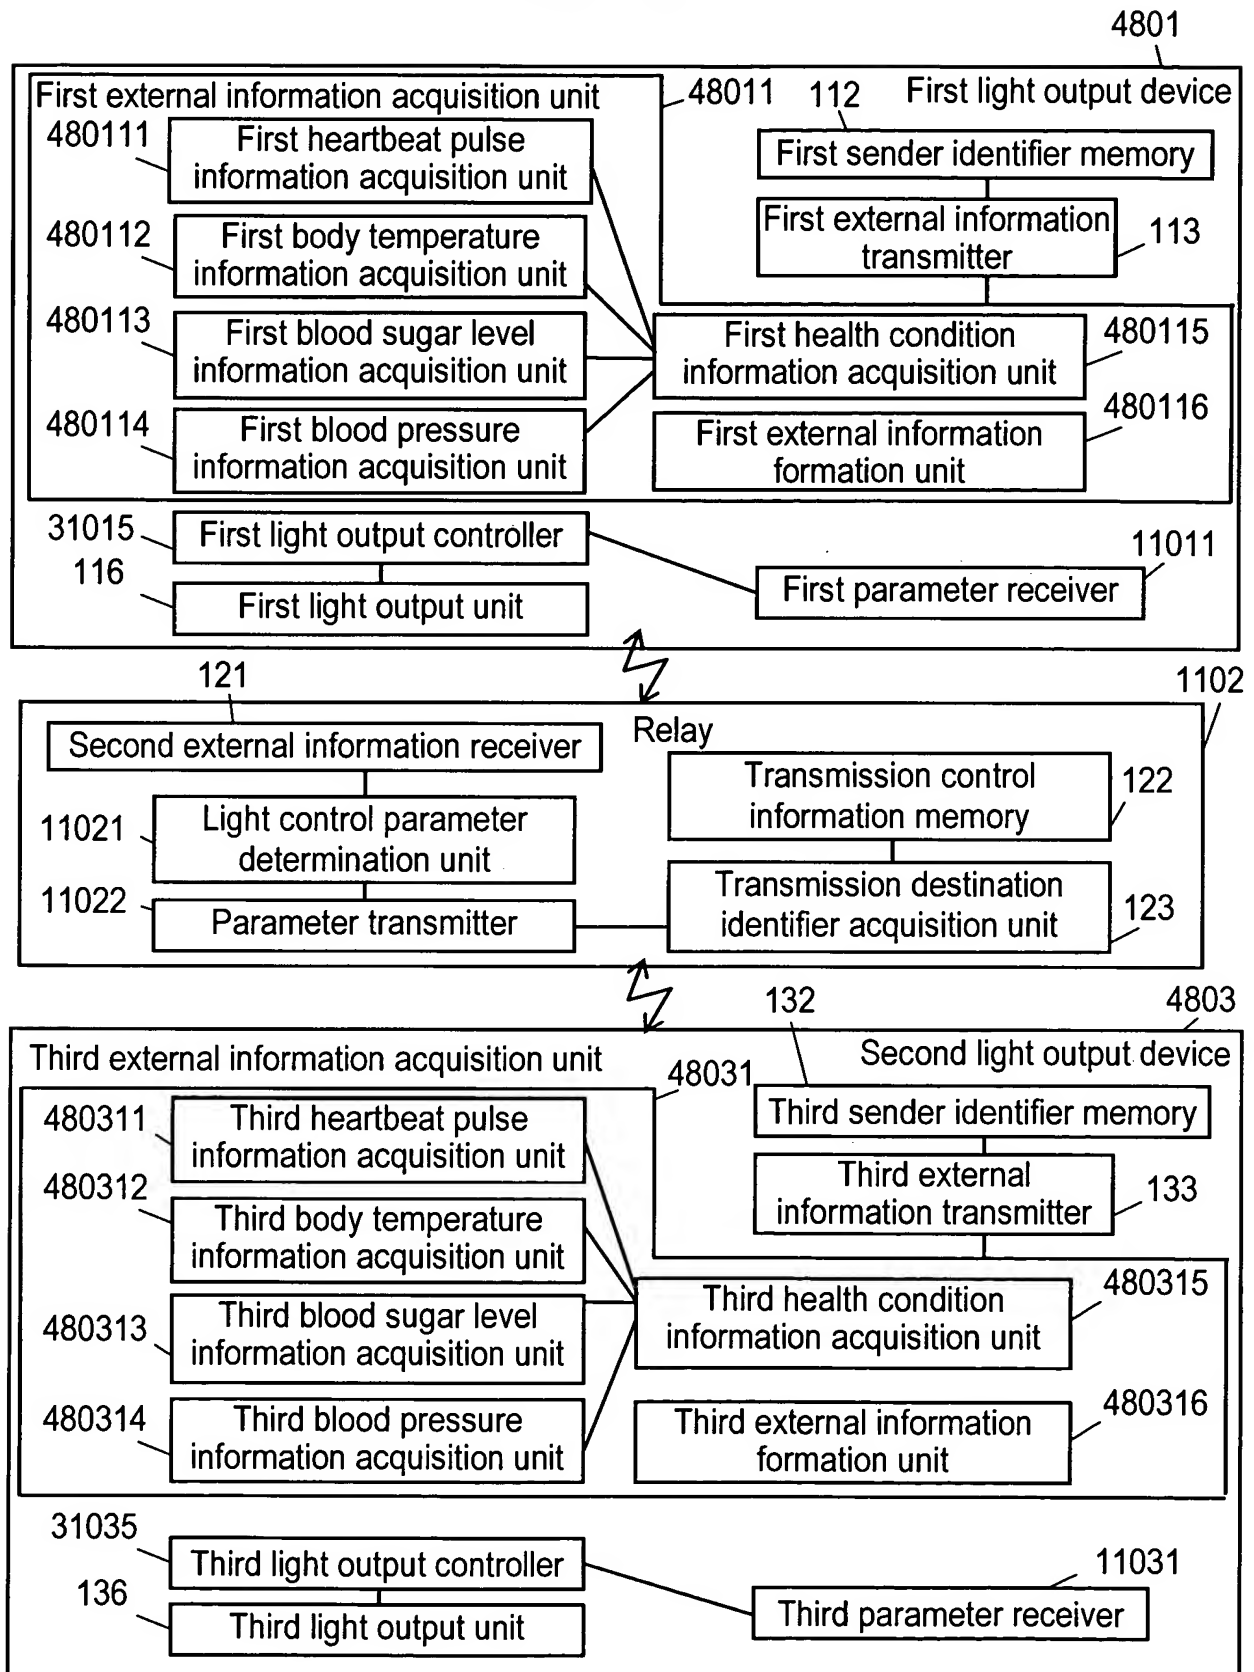 4801
First external information acquisition unit
48011
112
First light output device
480111
First heartbeat pulse
information acquisition unit
First sender identifier memory
480112
First body temperature
information acquisition unit
First external information
transmitter
113
480113
First blood sugar level
information acquisition unit
First health condition
information acquisition unit
480115
480114
First blood pressure
information acquisition unit
First external information
formation unit
480116
31015
First light output controller
11011
116
First light output unit
First parameter receiver
121
1102
Second external information receiver
Relay
Transmission control
information memory
122
11021
Light control parameter
determination unit
11022
Parameter transmitter
Transmission destination
identifier acquisition unit
123
132
4803
Third external information acquisition unit
48031
Second light output device
480311
Third heartbeat pulse
information acquisition unit
Third sender identifier memory
480312
Third body temperature
information acquisition unit
Third external
information transmitter
133
480313
Third blood sugar level
information acquisition unit
Third health condition
information acquisition unit
480315
480314
Third blood pressure
information acquisition unit
Third external information
formation unit
480316
31035
Third light output controller
11031
136
Third light output unit
Third parameter receiver